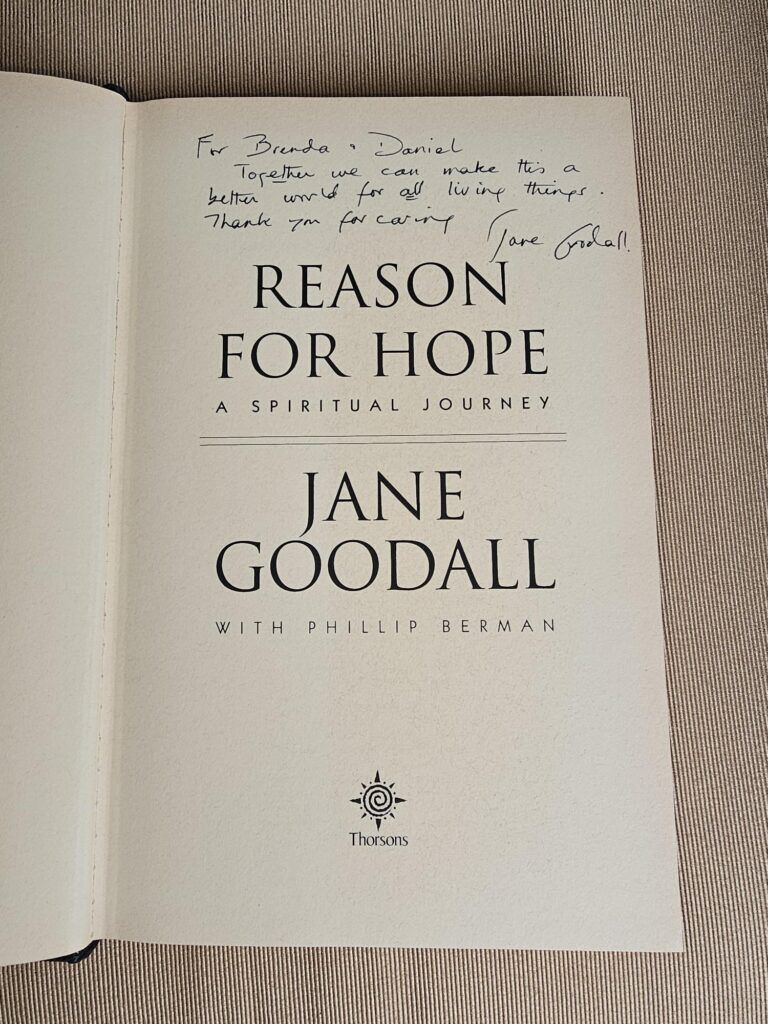 For Brenda & Daniel
Together we can make this a
better world for all living things.
Thank you for caring
Jane Goodall.
REASON
FOR HOPE
A SPIRITUAL JOURNEY
JANE
GOODALL
WITH PHILLIP BERMAN
Thorsons